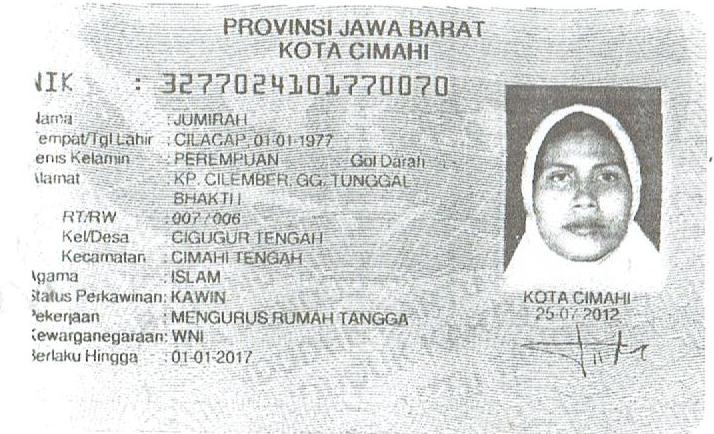 PROVINSI JAWA BARAT
KOTA CIMAHI
NIK : 3277024101770070
Nama : JUMIRAH
Tempat/Tgl Lahir : CILACAP, 01-01-1977
Jenis Kelamin : PEREMPUAN Gol Darah
Alamat : KP. CILEMBER, GG. TUNGGAL
BHAKTI I
RT/RW : 007 / 006
Kel/Desa : CIGUGUR TENGAH
Kecamatan : CIMAHI TENGAH
Agama : ISLAM
Status Perkawinan: KAWIN
Pekerjaan : MENGURUS RUMAH TANGGA
Kewarganegaraan: WNI
Berlaku Hingga : 01-01-2017
KOTA CIMAHI
25-07-2012